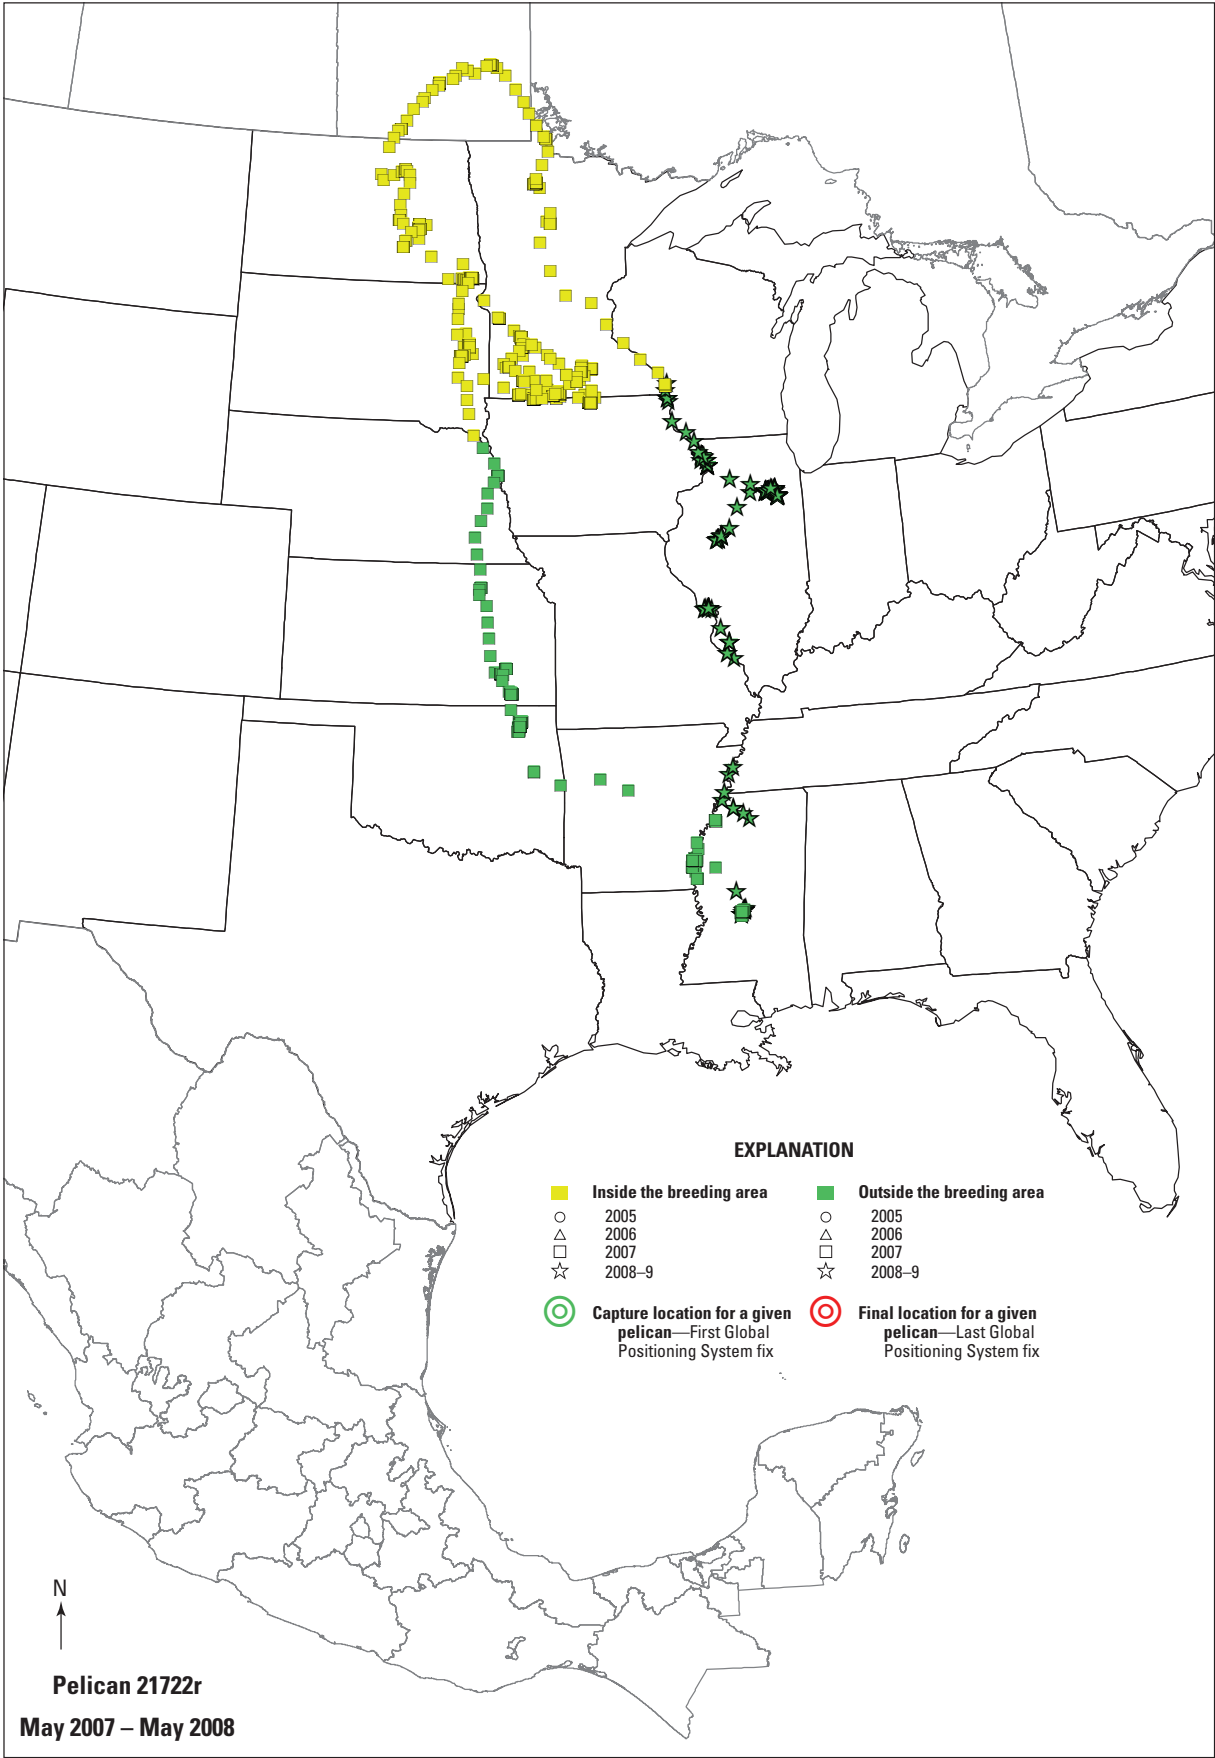 EXPLANATION
Inside the breeding area
2005
2006
2007
2008–9
Capture location for a given
pelican—First Global
Positioning System fix
Outside the breeding area
2005
2006
2007
2008–9
Final location for a given
pelican—Last Global
Positioning System fix
N
Pelican 21722r
May 2007 – May 2008